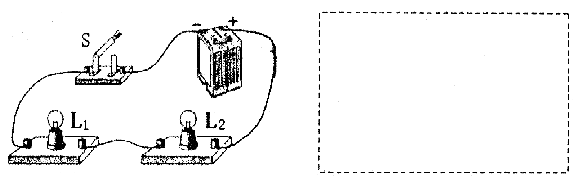 − +
S
L₁ L₂